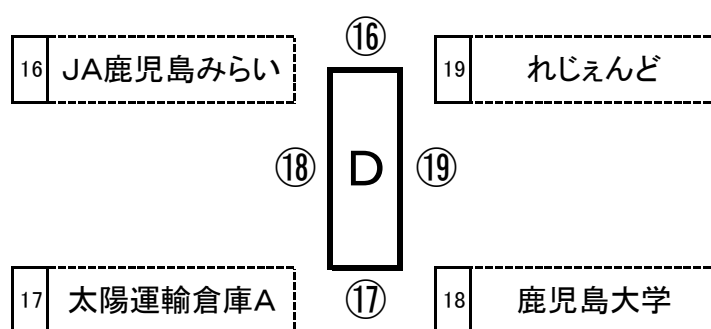 ⑯
16 JA鹿児島みらい
19 れじぇんど
⑱ D ⑲
17 太陽運輸倉庫A
⑰
18 鹿児島大学